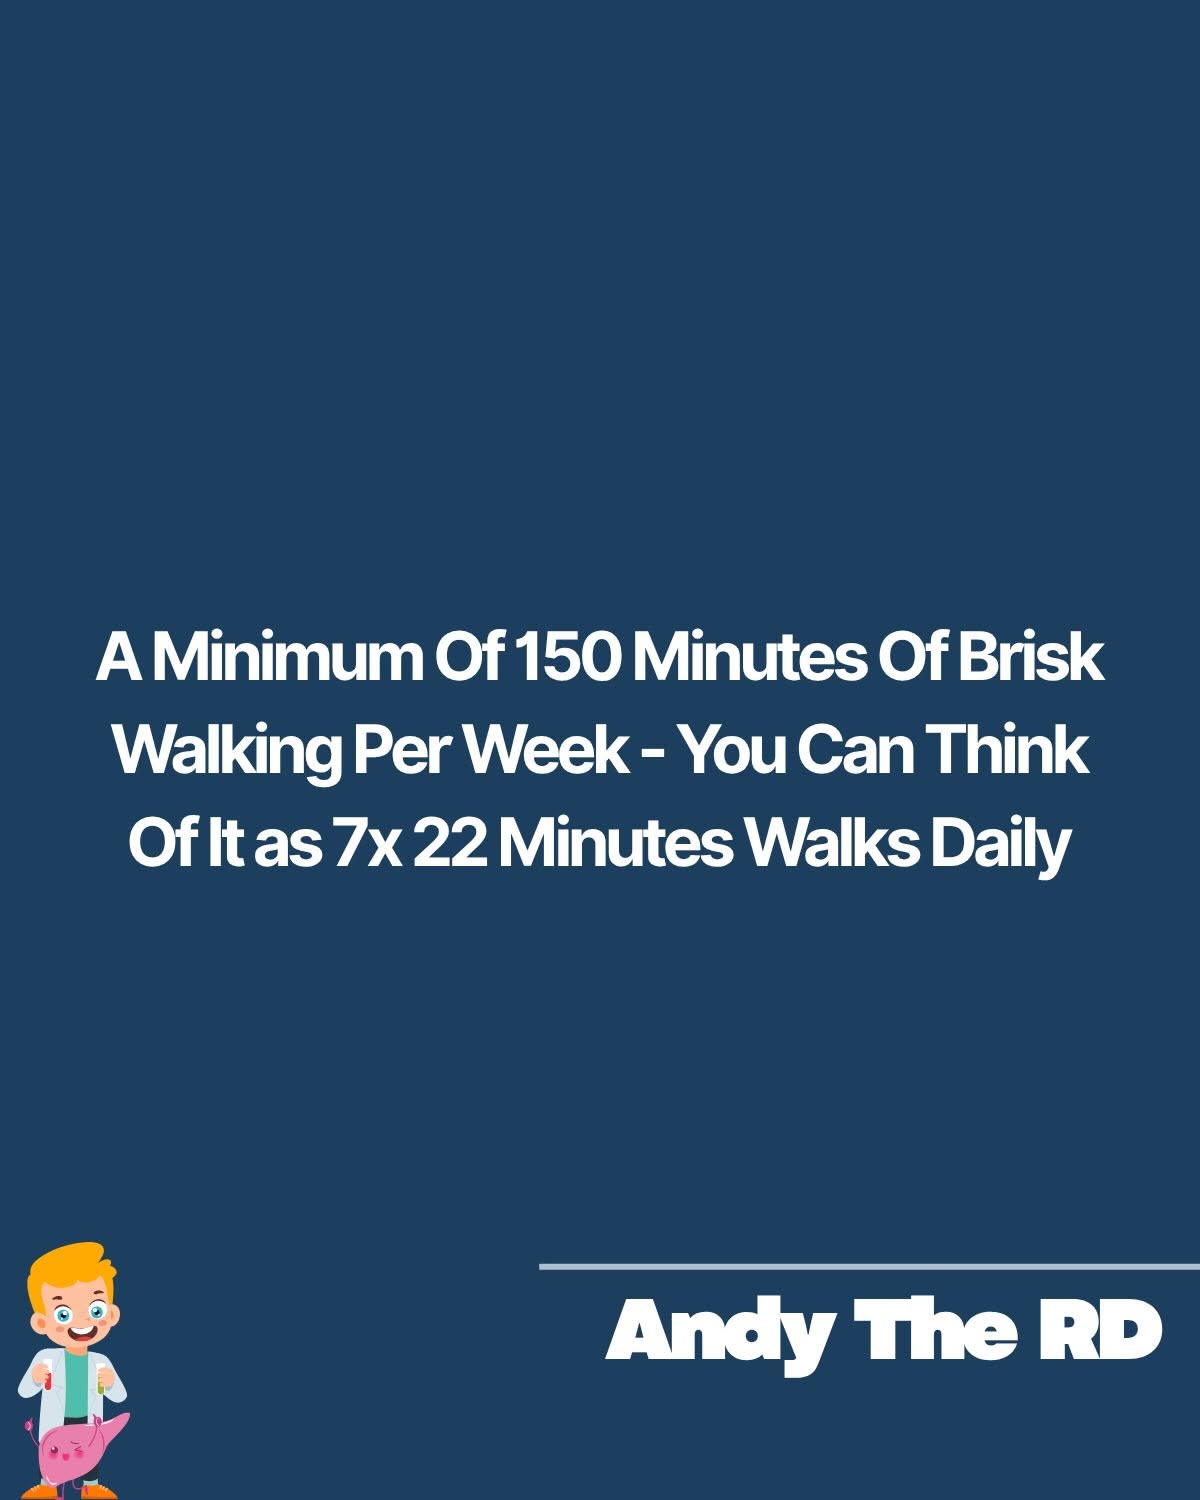 A Minimum Of 150 Minutes Of Brisk
Walking Per Week - You Can Think
Of It as 7x 22 Minutes Walks Daily
Andy The RD